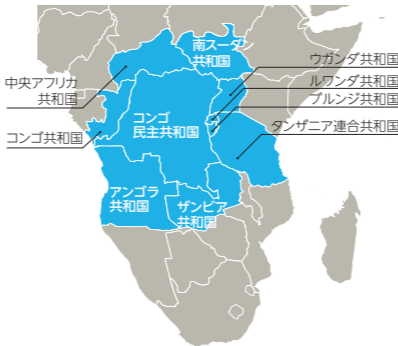 南スーダン
共和国
ウガンダ共和国
ルワンダ共和国
ブルンジ共和国
タンザニア連合共和国
中央アフリカ
共和国
コンゴ共和国
コンゴ
民主共和国
アンゴラ
共和国
ザンビア
共和国